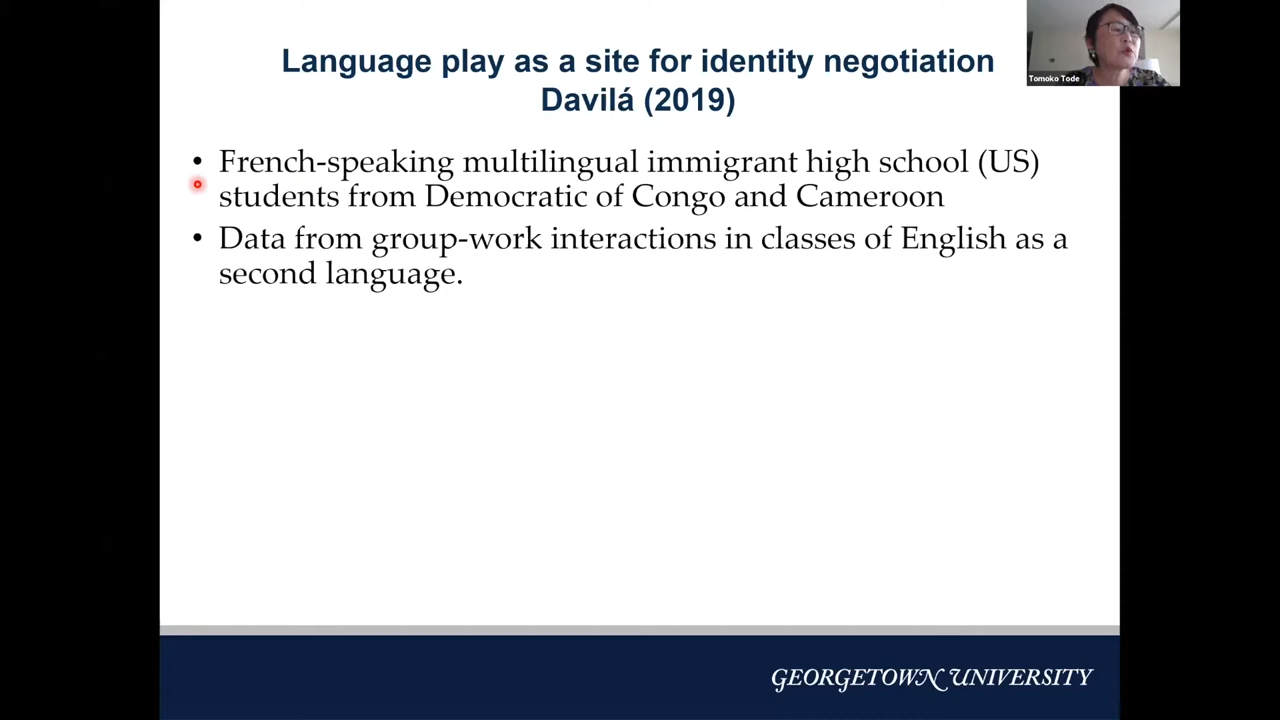 Language play as a site for identity negotiation
Davilá (2019)
Tomoko Tode
• French-speaking multilingual immigrant high school (US)
students from Democratic of Congo and Cameroon
• Data from group-work interactions in classes of English as a
second language.
GEORGETOWN UNIVERSITY